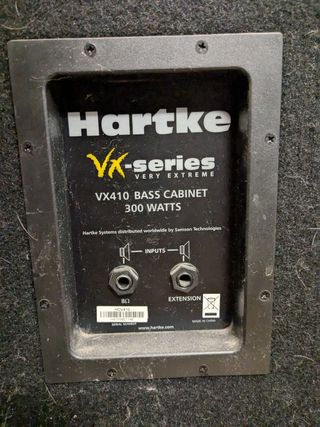 Hartke
VX-series
VERY EXTREME
VX410 BASS CABINET
300 WATTS
Hartke Systems distributed worldwide by Samson Technologies
INPUTS
8Ω
EXTENSION
HCV410
SERIAL NUMBER
MADE IN CHINA
www.hartke.com